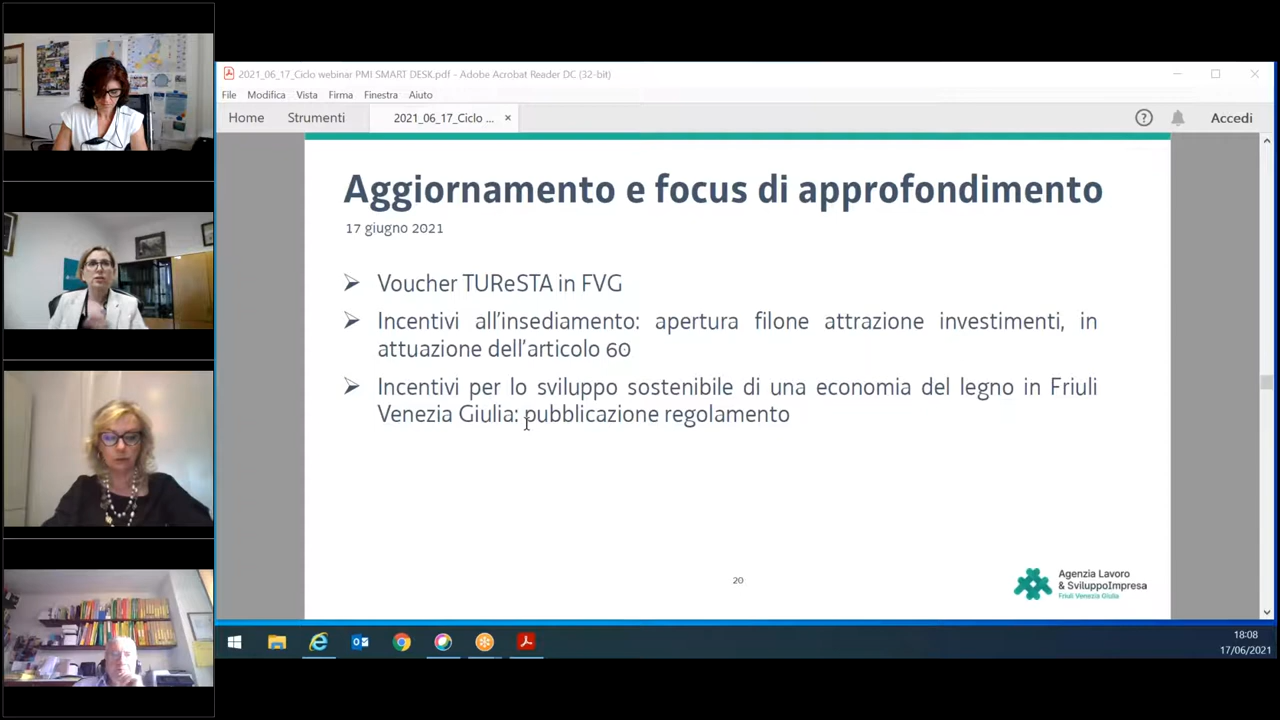 2021_06_17_Ciclo webinar PMI SMART DESK.pdf - Adobe Acrobat Reader DC (32-bit)
File Modifica Vista Firma Finestra Aiuto
Home Strumenti 2021_06_17_Ciclo ... × Accedi
Aggiornamento e focus di approfondimento
17 giugno 2021
Voucher TUReSTA in FVG
Incentivi all'insediamento: apertura filone attrazione investimenti, in
attuazione dell'articolo 60
Incentivi per lo sviluppo sostenibile di una economia del legno in Friuli
Venezia Giulia: pubblicazione regolamento
20
Agenzia Lavoro
& SviluppoImpresa
Friuli Venezia Giulia
18:08
17/06/2021